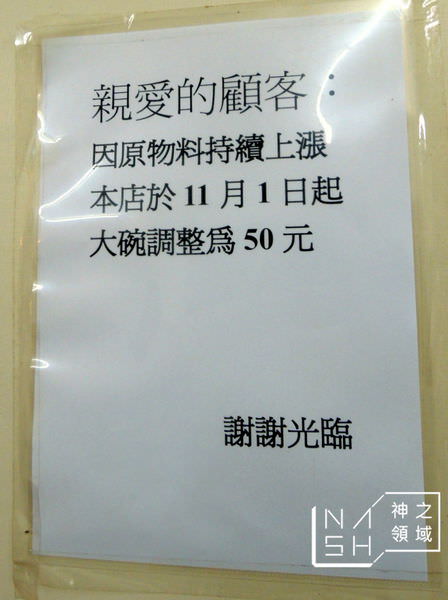 親愛的顧客：
因原物料持續上漲
本店於 11 月 1 日起
大碗調整為 50 元
謝謝光臨
NASH
神之
領域